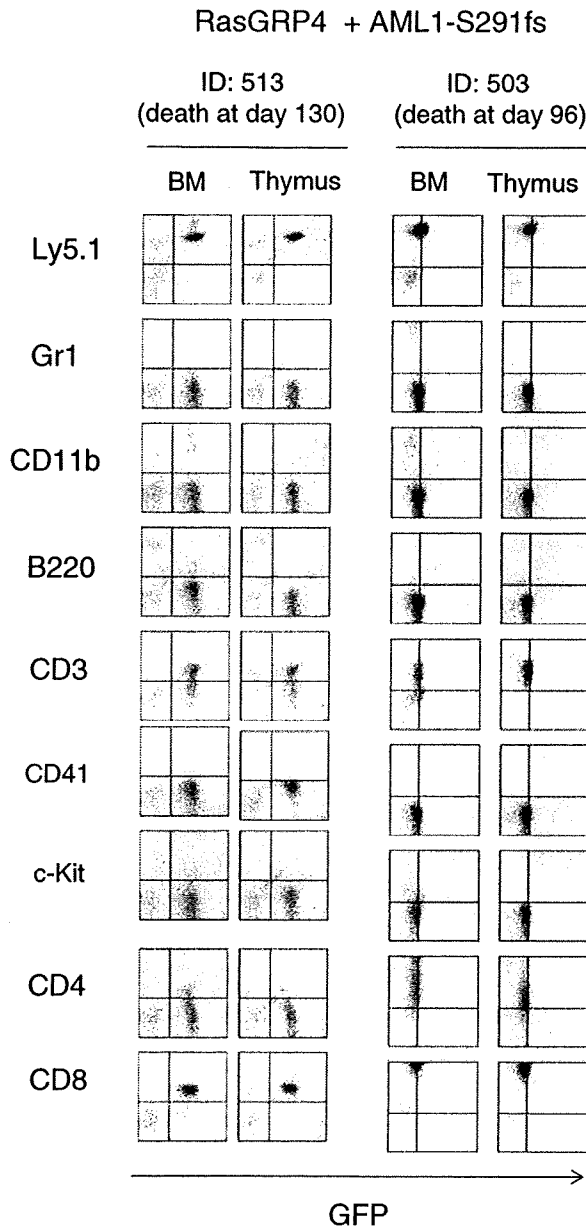 RasGRP4 + AML1-S291fs
ID: 513
(death at day 130)
ID: 503
(death at day 96)
BM Thymus BM Thymus
Ly5.1
Gr1
CD11b
B220
CD3
CD41
c-Kit
CD4
CD8
GFP